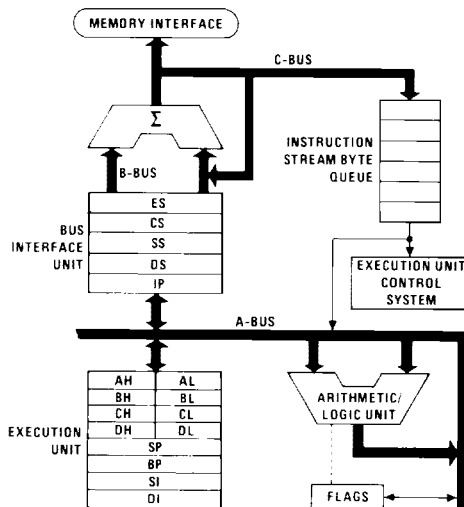 MEMORY INTERFACE
C-BUS
Σ
INSTRUCTION
STREAM BYTE
QUEUE
B-BUS
ES
CS
SS
DS
IP
BUS
INTERFACE
UNIT
EXECUTION UNIT
CONTROL
SYSTEM
A-BUS
AH AL
BH BL
CH CL
DH DL
SP
BP
SI
DI
EXECUTION
UNIT
ARITHMETIC/
LOGIC UNIT
FLAGS